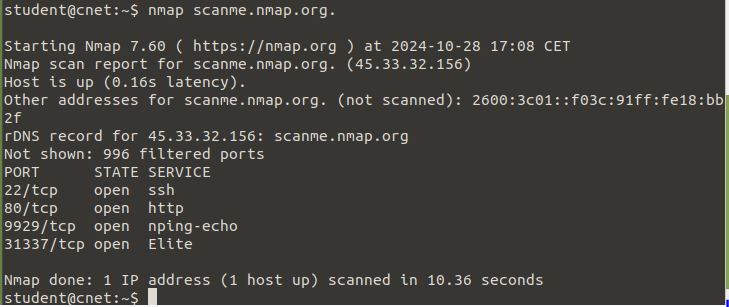 student@cnet:~$ nmap scanme.nmap.org.

Starting Nmap 7.60 ( https://nmap.org ) at 2024-10-28 17:08 CET
Nmap scan report for scanme.nmap.org. (45.33.32.156)
Host is up (0.16s latency).
Other addresses for scanme.nmap.org. (not scanned): 2600:3c01::f03c:91ff:fe18:bb
2f
rDNS record for 45.33.32.156: scanme.nmap.org
Not shown: 996 filtered ports
PORT      STATE SERVICE
22/tcp    open  ssh
80/tcp    open  http
9929/tcp  open  nping-echo
31337/tcp open  Elite

Nmap done: 1 IP address (1 host up) scanned in 10.36 seconds
student@cnet:~$